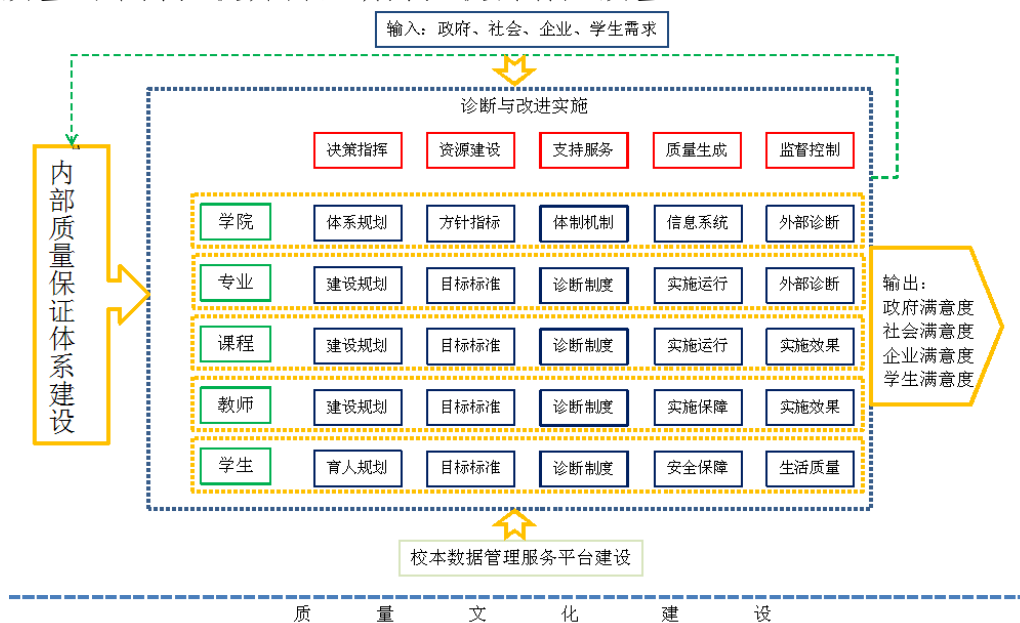 输入：政府、社会、企业、学生需求
诊断与改进实施
决策指挥 资源建设 支持服务 质量生成 监督控制
内部质量保证体系建设
学院 体系规划 方针指标 体制机制 信息系统 外部诊断
专业 建设规划 目标标准 诊断制度 实施运行 外部诊断
课程 建设规划 目标标准 诊断制度 实施运行 实施效果
教师 建设规划 目标标准 诊断制度 实施保障 实施效果
学生 育人规划 目标标准 诊断制度 安全保障 生活质量
输出：
政府满意度
社会满意度
企业满意度
学生满意度
校本数据管理服务平台建设
质量文化建设